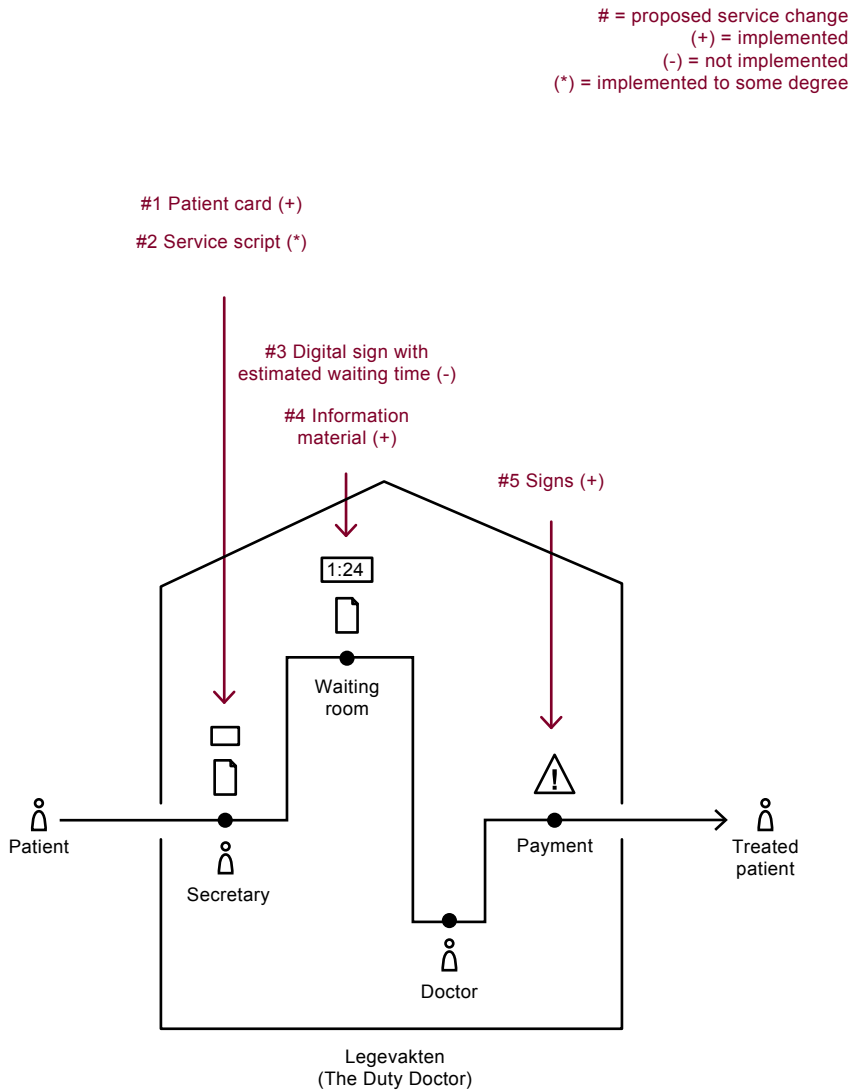 # = proposed service change
(+) = implemented
(-) = not implemented
(*) = implemented to some degree
#1 Patient card (+)
#2 Service script (*)
#3 Digital sign with
estimated waiting time (-)
#4 Information
material (+)
#5 Signs (+)
1:24
Waiting
room
!
Patient
Secretary
Payment
Treated
patient
Doctor
Legevakten
(The Duty Doctor)